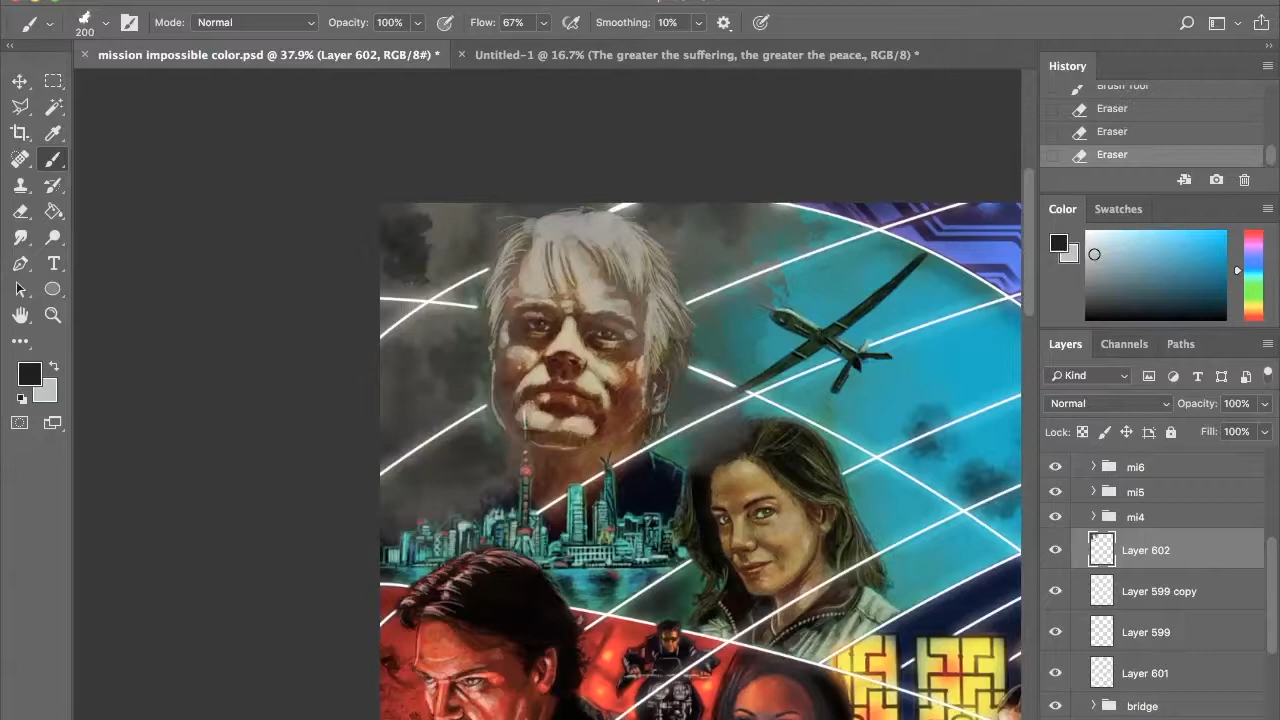 200
Mode: Normal
Opacity: 100%
Flow: 67%
Smoothing: 10%
mission impossible color.psd @ 37.9% (Layer 602, RGB/8#) *
Untitled-1 @ 16.7% (The greater the suffering, the greater the peace., RGB/8) *
History
Brush Tool
Eraser
Eraser
Eraser
Color
Swatches
Layers
Channels
Paths
Kind
Normal
Opacity: 100%
Lock:
Fill: 100%
mi6
mi5
mi4
Layer 602
Layer 599 copy
Layer 599
Layer 601
bridge